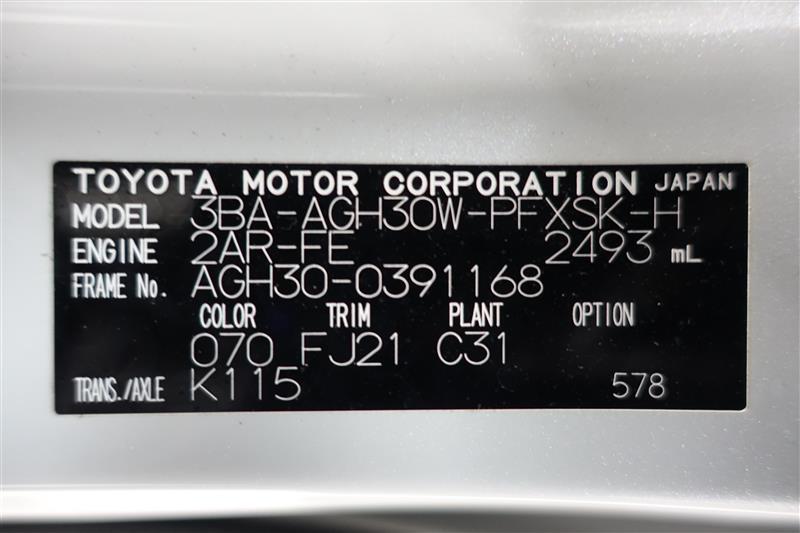 TOYOTA MOTOR CORPORATION JAPAN
MODEL 3BA-AGH30W-PFXSK-H
ENGINE 2AR-FE 2493 mL
FRAME No. AGH30-0391168
COLOR TRIM PLANT OPTION
070 FJ21 C31
TRANS./AXLE K115 578